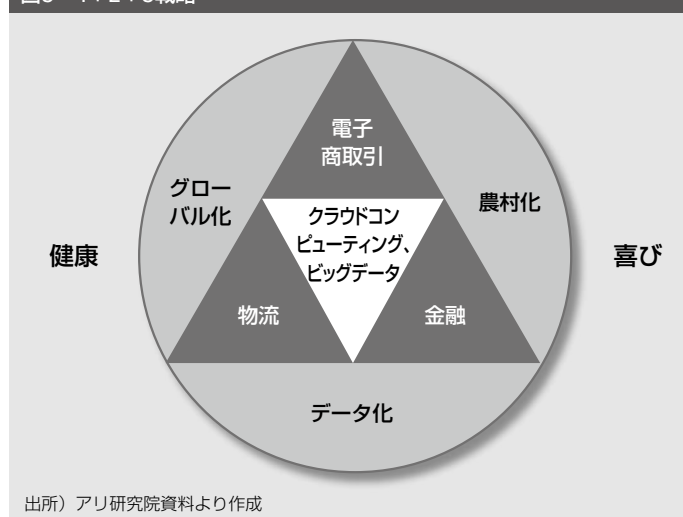 電子
商取引
グロー
バル化
農村化
クラウドコン
ピューティング、
ビッグデータ
健康
喜び
物流
金融
データ化
出所）アリ研究院資料より作成